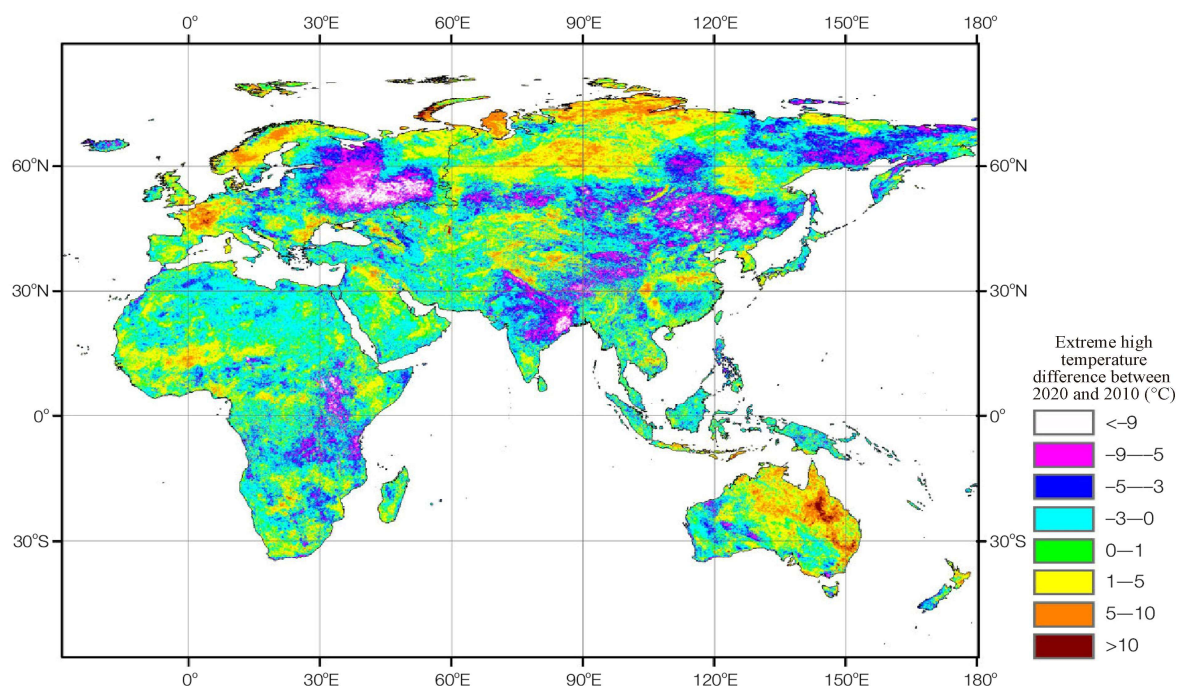 0° 30°E 60°E 90°E 120°E 150°E 180°
60°N 60°N
30°N 30°N
Extreme high
temperature
difference between
2020 and 2010 (°C)
0° 0°
<–9
–9—–5
–5—–3
–3—0
30°S 30°S
0—1
1—5
5—10
>10
0° 30°E 60°E 90°E 120°E 150°E 180°